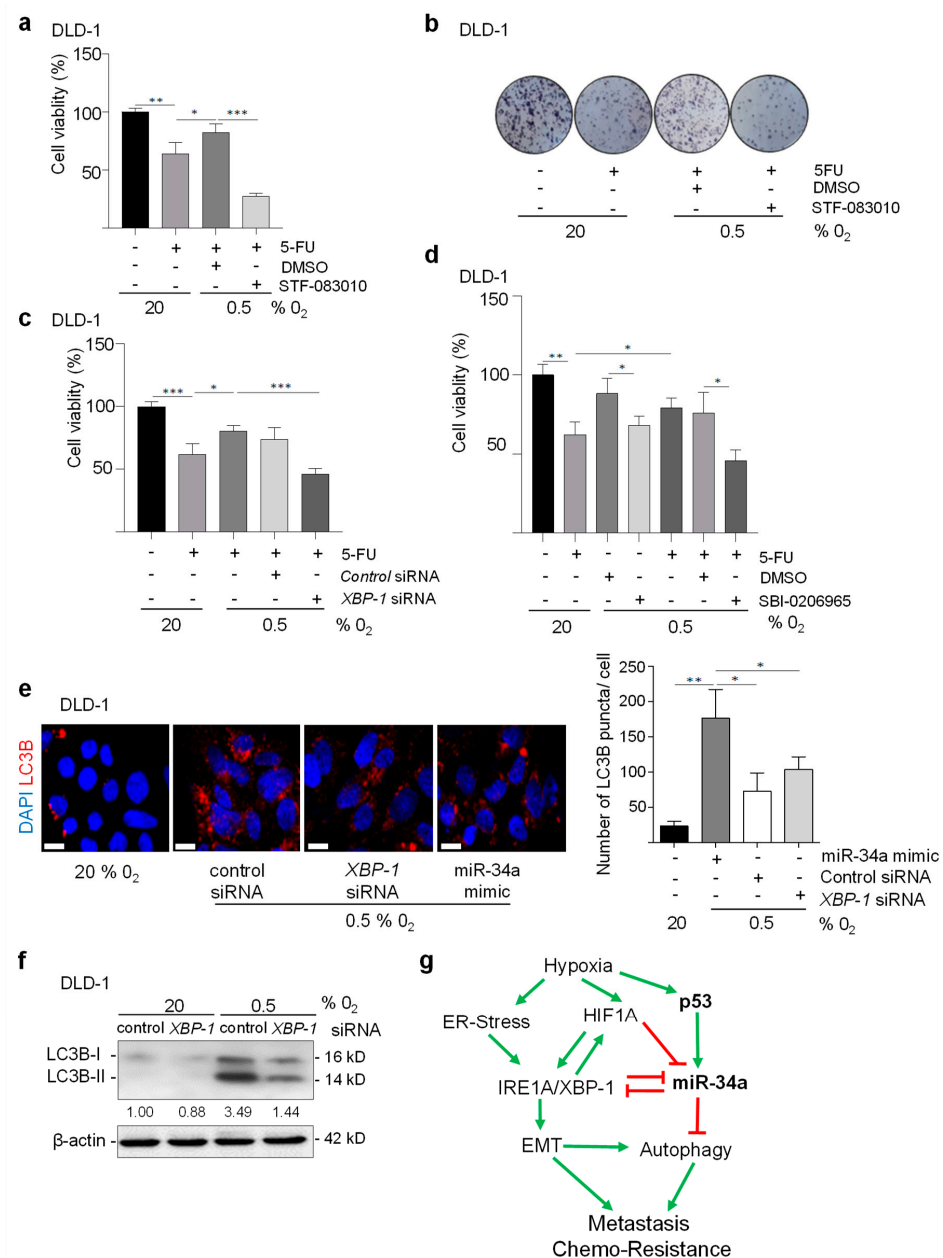 a
DLD-1
Cell viablity (%)
150
100
50
** * ***
- + + + 5-FU
- - + - DMSO
- - - + STF-083010
20 0.5 % 0₂
b
DLD-1
- + + + 5FU
- - + - DMSO
- - - + STF-083010
20 0.5 % 0₂
c
DLD-1
Cell viablity (%)
150
100
50
*** * ***
- + + + + 5-FU
- - - + - Control siRNA
- - - - + XBP-1 siRNA
20 0.5 % 0₂
d
DLD-1
Cell viablity (%)
150
100
50
** * * *
- + - - + + + 5-FU
- - + - - + - DMSO
- - - + - - + SBI-0206965
20 0.5
% 0₂
e
DLD-1
DAPI LC3B
20 % 0₂
control siRNA
XBP-1 siRNA
miR-34a mimic
0.5 % 0₂
Number of LC3B puncta/ cell
250
200
150
100
50
** * *
- + - - miR-34a mimic
- - + - Control siRNA
- - - + XBP-1 siRNA
20 0.5 % 0₂
f
DLD-1
20 0.5 % 0₂
control XBP-1 control XBP-1 siRNA
LC3B-I - - 16 kD
LC3B-II - - 14 kD
1.00 0.88 3.49 1.44
β-actin - - 42 kD
g
Hypoxia
p53
ER-Stress HIF1A
IRE1A/XBP-1 miR-34a
EMT Autophagy
Metastasis
Chemo-Resistance